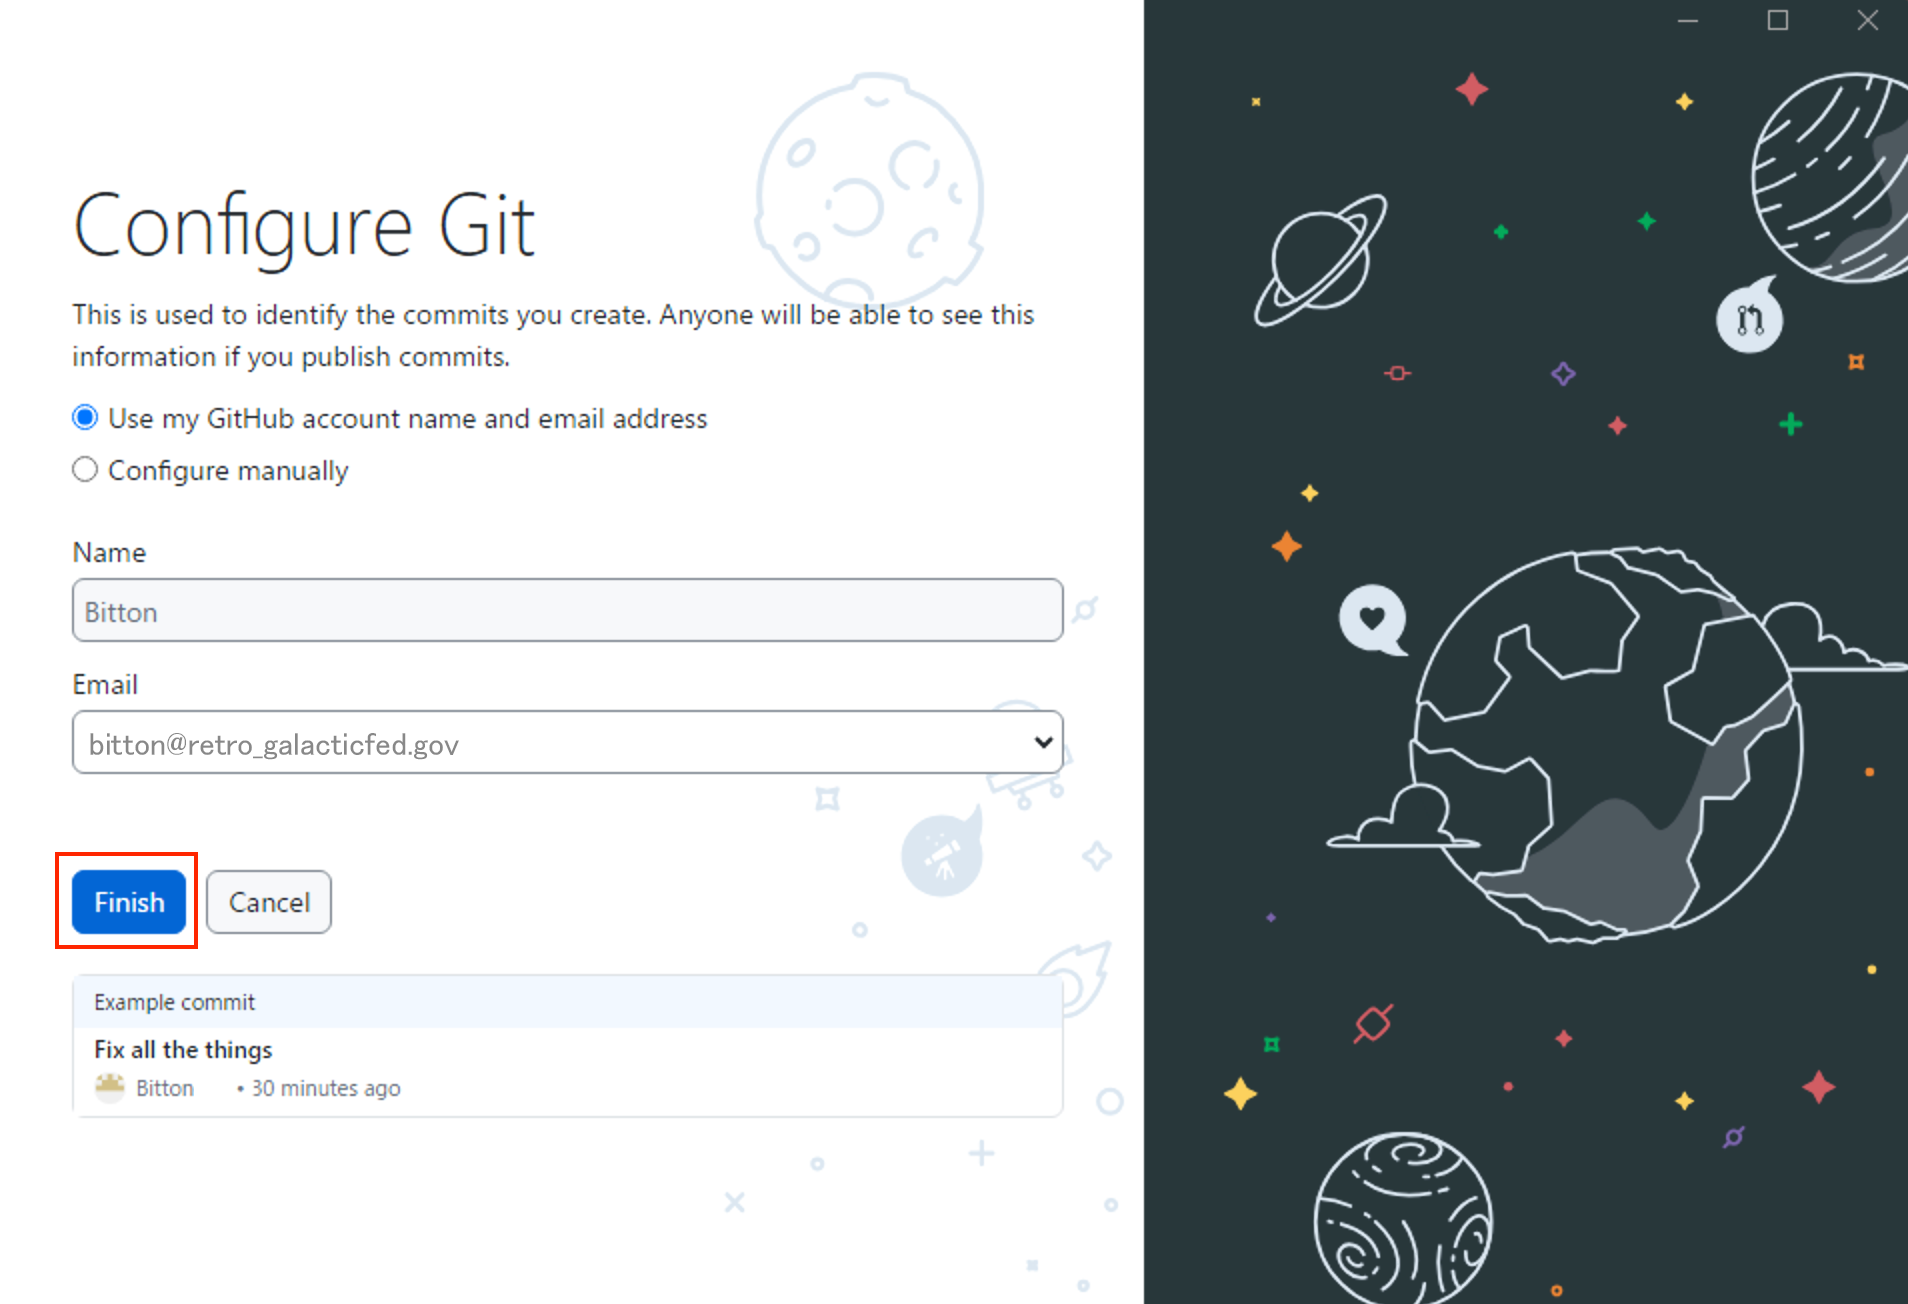 Configure Git
This is used to identify the commits you create. Anyone will be able to see this
information if you publish commits.
Use my GitHub account name and email address
Configure manually
Name
Bitton
Email
bitton@retro_galacticfed.gov
Finish Cancel
Example commit
Fix all the things
Bitton • 30 minutes ago